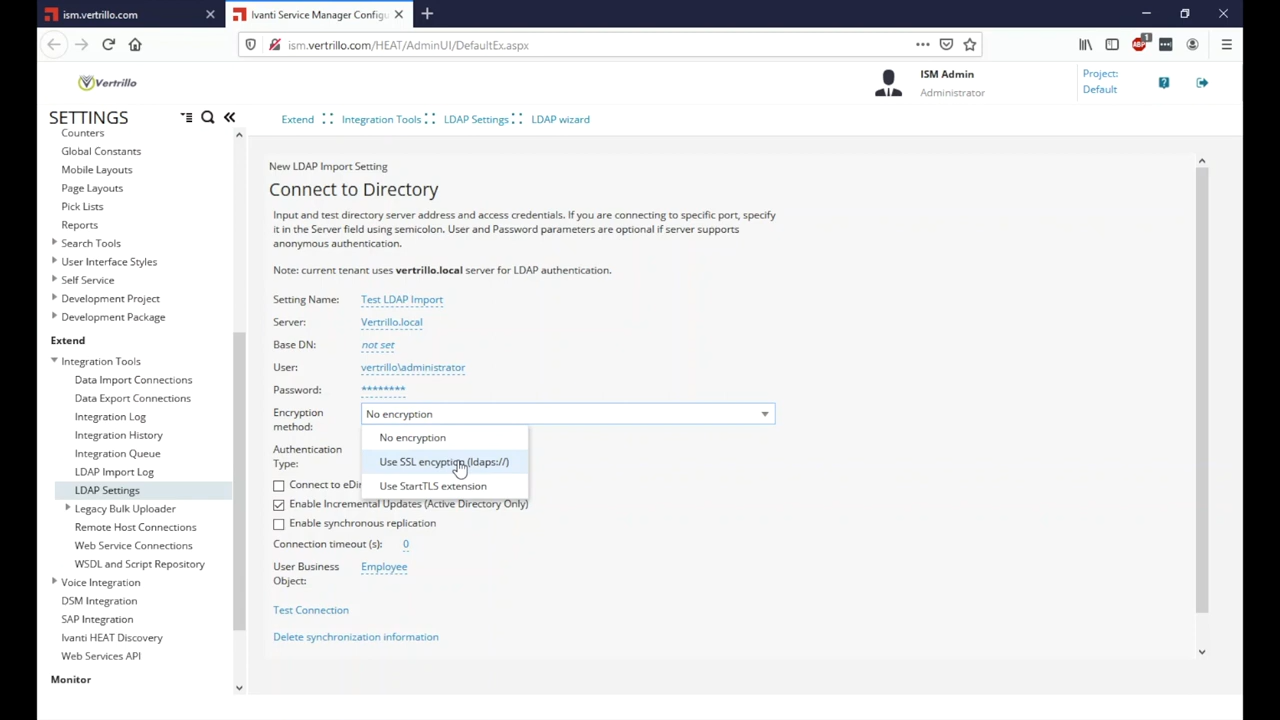 ism.vertrillo.com
Ivanti Service Manager Configu
ism.vertrillo.com/HEAT/AdminUI/DefaultEx.aspx
ABP
1
Vertrillo
ISM Admin
Administrator
Project:
Default
SETTINGS
Extend
Integration Tools
LDAP Settings
LDAP wizard
Counters
Global Constants
Mobile Layouts
Page Layouts
Pick Lists
Reports
Search Tools
User Interface Styles
Self Service
Development Project
Development Package
Extend
Integration Tools
Data Import Connections
Data Export Connections
Integration Log
Integration History
Integration Queue
LDAP Import Log
LDAP Settings
Legacy Bulk Uploader
Remote Host Connections
Web Service Connections
WSDL and Script Repository
Voice Integration
DSM Integration
SAP Integration
Ivanti HEAT Discovery
Web Services API
Monitor
New LDAP Import Setting
Connect to Directory
Input and test directory server address and access credentials. If you are connecting to specific port, specify
it in the Server field using semicolon. User and Password parameters are optional if server supports
anonymous authentication.
Note: current tenant uses vertrillo.local server for LDAP authentication.
Setting Name: Test LDAP Import
Server: Vertrillo.local
Base DN: not set
User: vertrillo\administrator
Password: ********
Encryption
method:
No encryption
No encryption
Use SSL encyption (ldaps://)
Use StartTLS extension
Authentication
Type:
Connect to eDir
Enable Incremental Updates (Active Directory Only)
Enable synchronous replication
Connection timeout (s): 0
User Business
Object:
Employee
Test Connection
Delete synchronization information